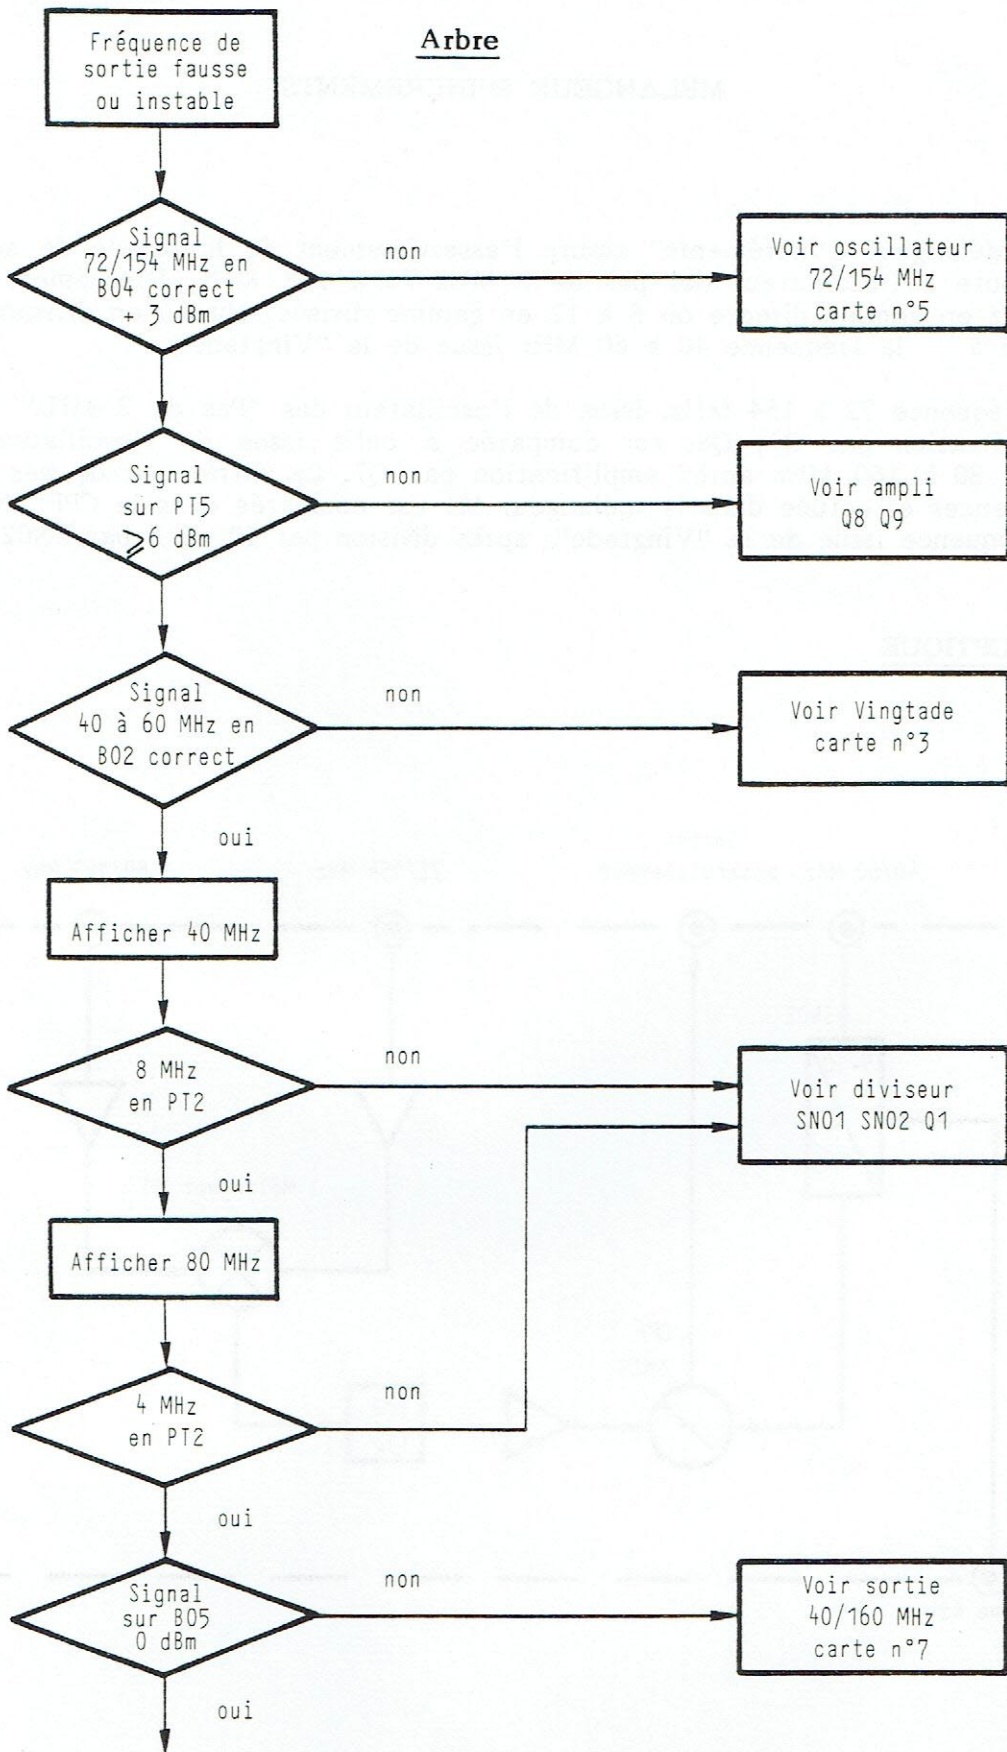 Arbre
Fréquence de
sortie fausse
ou instable
Signal
72/154 MHz en
B04 correct
+ 3 dBm
non
Voir oscillateur
72/154 MHz
carte n°5
Signal
sur PT5
⩾6 dBm
non
Voir ampli
Q8 Q9
Signal
40 à 60 MHz en
B02 correct
non
Voir Vingtade
carte n°3
oui
Afficher 40 MHz
8 MHz
en PT2
non
Voir diviseur
SN01 SN02 Q1
oui
Afficher 80 MHz
4 MHz
en PT2
non
oui
Signal
sur B05
0 dBm
non
Voir sortie
40/160 MHz
carte n°7
oui